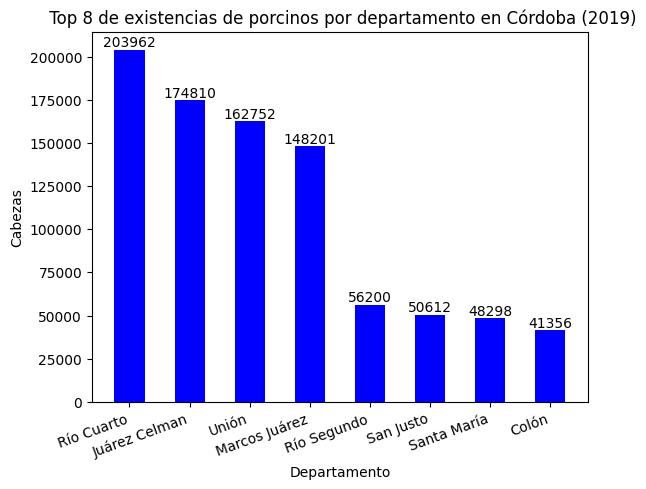 Top 8 de existencias de porcinos por departamento en Córdoba (2019)
Cabezas
200000
175000
150000
125000
100000
75000
50000
25000
0
203962
174810
162752
148201
56200
50612
48298
41356
Río Cuarto
Juárez Celman
Unión
Marcos Juárez
Río Segundo
San Justo
Santa María
Colón
Departamento